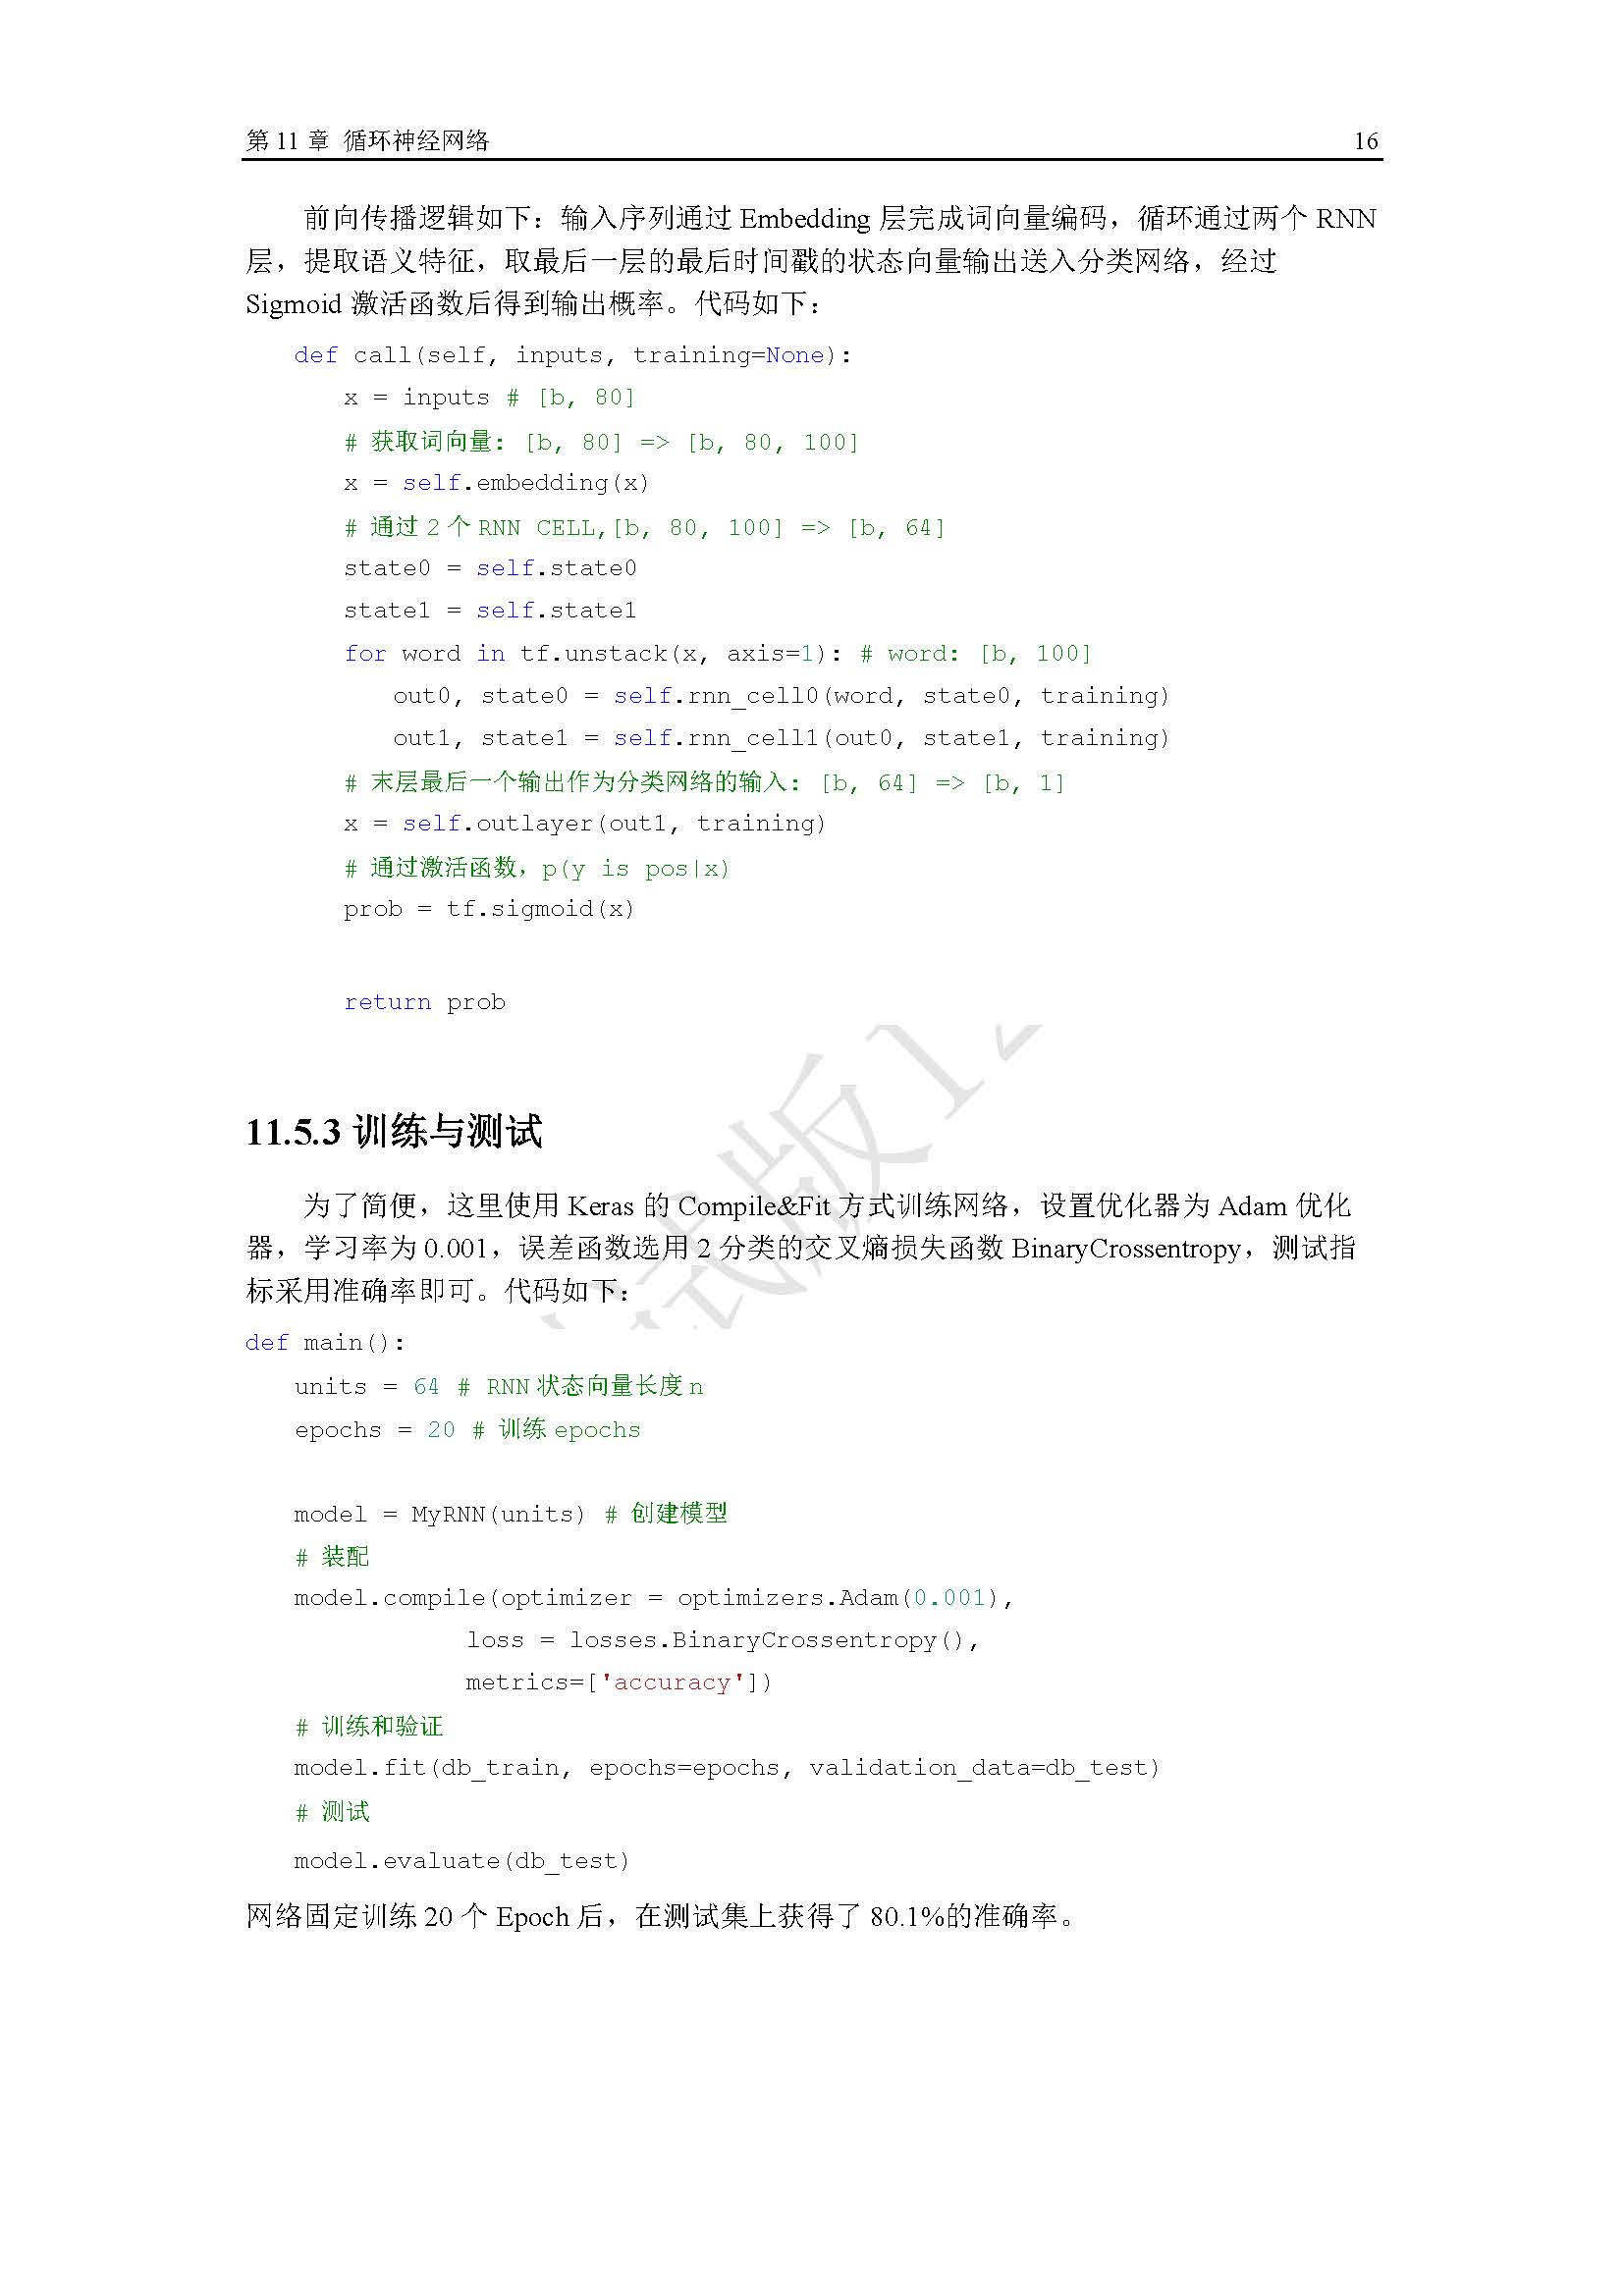 第 11 章 循环神经网络 16
前向传播逻辑如下：输入序列通过 Embedding 层完成词向量编码，循环通过两个 RNN
层，提取语义特征，取最后一层的最后时间戳的状态向量输出送入分类网络，经过
Sigmoid 激活函数后得到输出概率。代码如下：
def call(self, inputs, training=None):
x = inputs # [b, 80]
# 获取词向量: [b, 80] => [b, 80, 100]
x = self.embedding(x)
# 通过 2 个 RNN CELL,[b, 80, 100] => [b, 64]
state0 = self.state0
state1 = self.state1
for word in tf.unstack(x, axis=1): # word: [b, 100]
out0, state0 = self.rnn_cell0(word, state0, training)
out1, state1 = self.rnn_cell1(out0, state1, training)
# 末层最后一个输出作为分类网络的输入: [b, 64] => [b, 1]
x = self.outlayer(out1, training)
# 通过激活函数，p(y is pos|x)
prob = tf.sigmoid(x)
return prob
11.5.3 训练与测试
为了简便，这里使用 Keras 的 Compile&Fit 方式训练网络，设置优化器为 Adam 优化
器，学习率为 0.001，误差函数选用 2 分类的交叉熵损失函数 BinaryCrossentropy，测试指
标采用准确率即可。代码如下：
def main():
units = 64 # RNN 状态向量长度 n
epochs = 20 # 训练 epochs
model = MyRNN(units) # 创建模型
# 装配
model.compile(optimizer = optimizers.Adam(0.001),
loss = losses.BinaryCrossentropy(),
metrics=['accuracy'])
# 训练和验证
model.fit(db_train, epochs=epochs, validation_data=db_test)
# 测试
model.evaluate(db_test)
网络固定训练 20 个 Epoch 后，在测试集上获得了 80.1%的准确率。